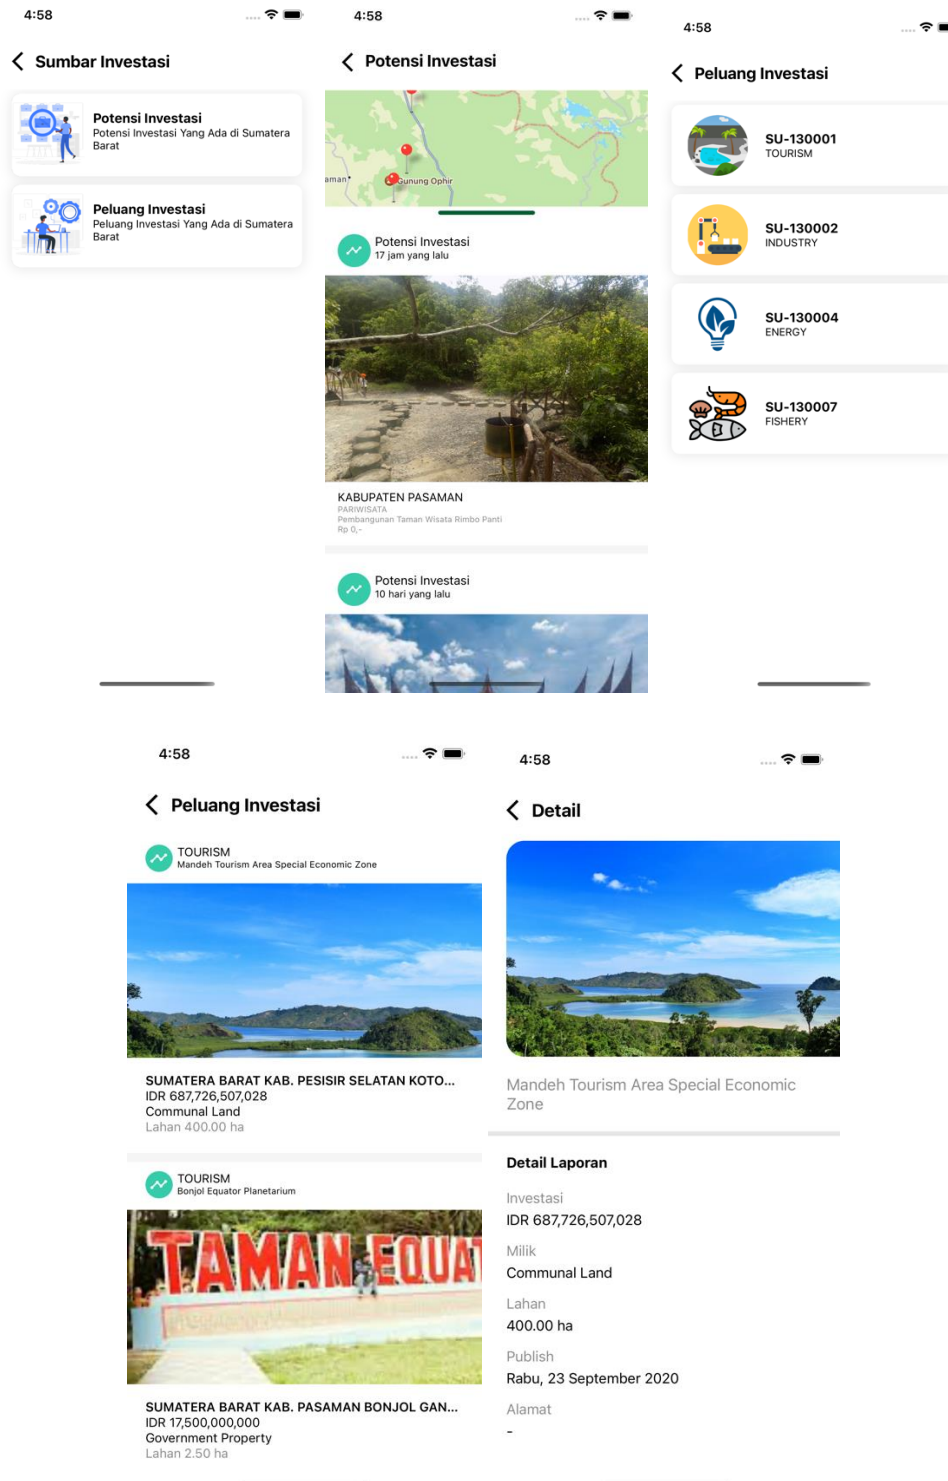 4:58
Sumbar Investasi
Potensi Investasi
Potensi Investasi Yang Ada di Sumatera
Barat
Peluang Investasi
Peluang Investasi Yang Ada di Sumatera
Barat
4:58
Potensi Investasi
aman
Gunung Ophir
Potensi Investasi
17 jam yang lalu
KABUPATEN PASAMAN
PARIWISATA
Pembangunan Taman Wisata Rimbo Panti
Rp 0,-
Potensi Investasi
10 hari yang lalu
4:58
Peluang Investasi
SU-130001
TOURISM
SU-130002
INDUSTRY
SU-130004
ENERGY
SU-130007
FISHERY
4:58
Peluang Investasi
TOURISM
Mandeh Tourism Area Special Economic Zone
SUMATERA BARAT KAB. PESISIR SELATAN KOTO...
IDR 687,726,507,028
Communal Land
Lahan 400.00 ha
TOURISM
Bonjol Equator Planetarium
TAMAN EQUAT
SUMATERA BARAT KAB. PASAMAN BONJOL GAN...
IDR 17,500,000,000
Government Property
Lahan 2.50 ha
4:58
Detail
Mandeh Tourism Area Special Economic
Zone
Detail Laporan
Investasi
IDR 687,726,507,028
Milik
Communal Land
Lahan
400.00 ha
Publish
Rabu, 23 September 2020
Alamat
-